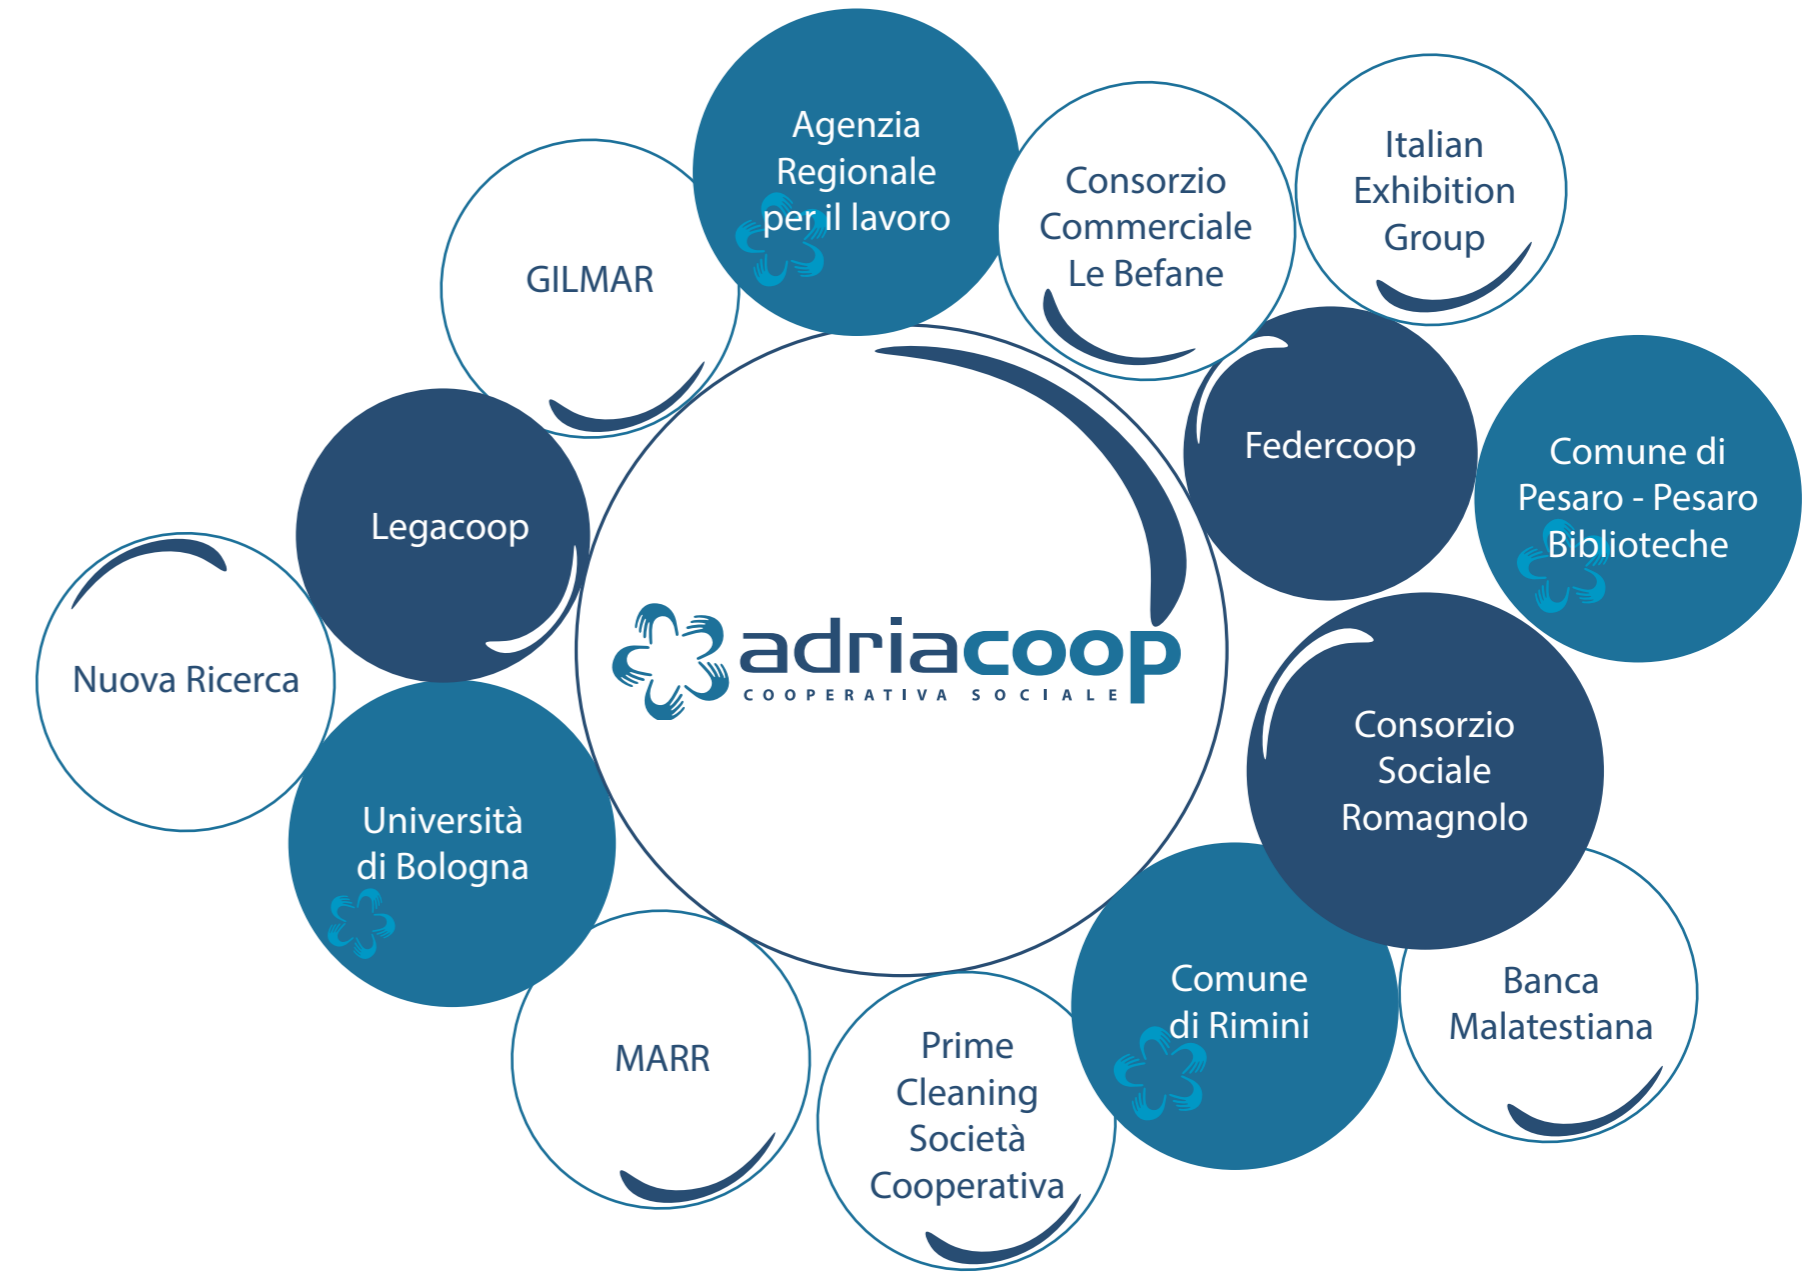 Agenzia
Regionale
per il lavoro
Italian
Exhibition
Group
Consorzio
Commerciale
Le Befane
GILMAR
Federcoop
Comune di
Pesaro - Pesaro
Biblioteche
Legacoop
adriacoop
COOPERATIVA SOCIALE
Nuova Ricerca
Consorzio
Sociale
Romagnolo
Università
di Bologna
Comune
di Rimini
Banca
Malatestiana
MARR
Prime
Cleaning
Società
Cooperativa